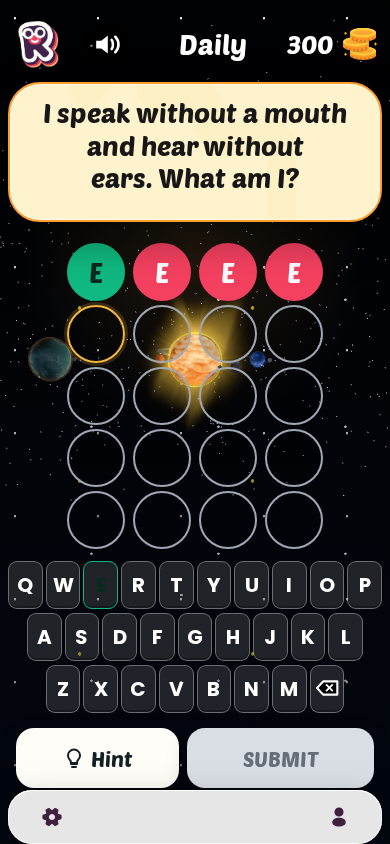 R
Daily
300
I speak without a mouth
and hear without
ears. What am I?
E E E E
Q W E R T Y U I O P
A S D F G H J K L
Z X C V B N M
Hint
SUBMIT